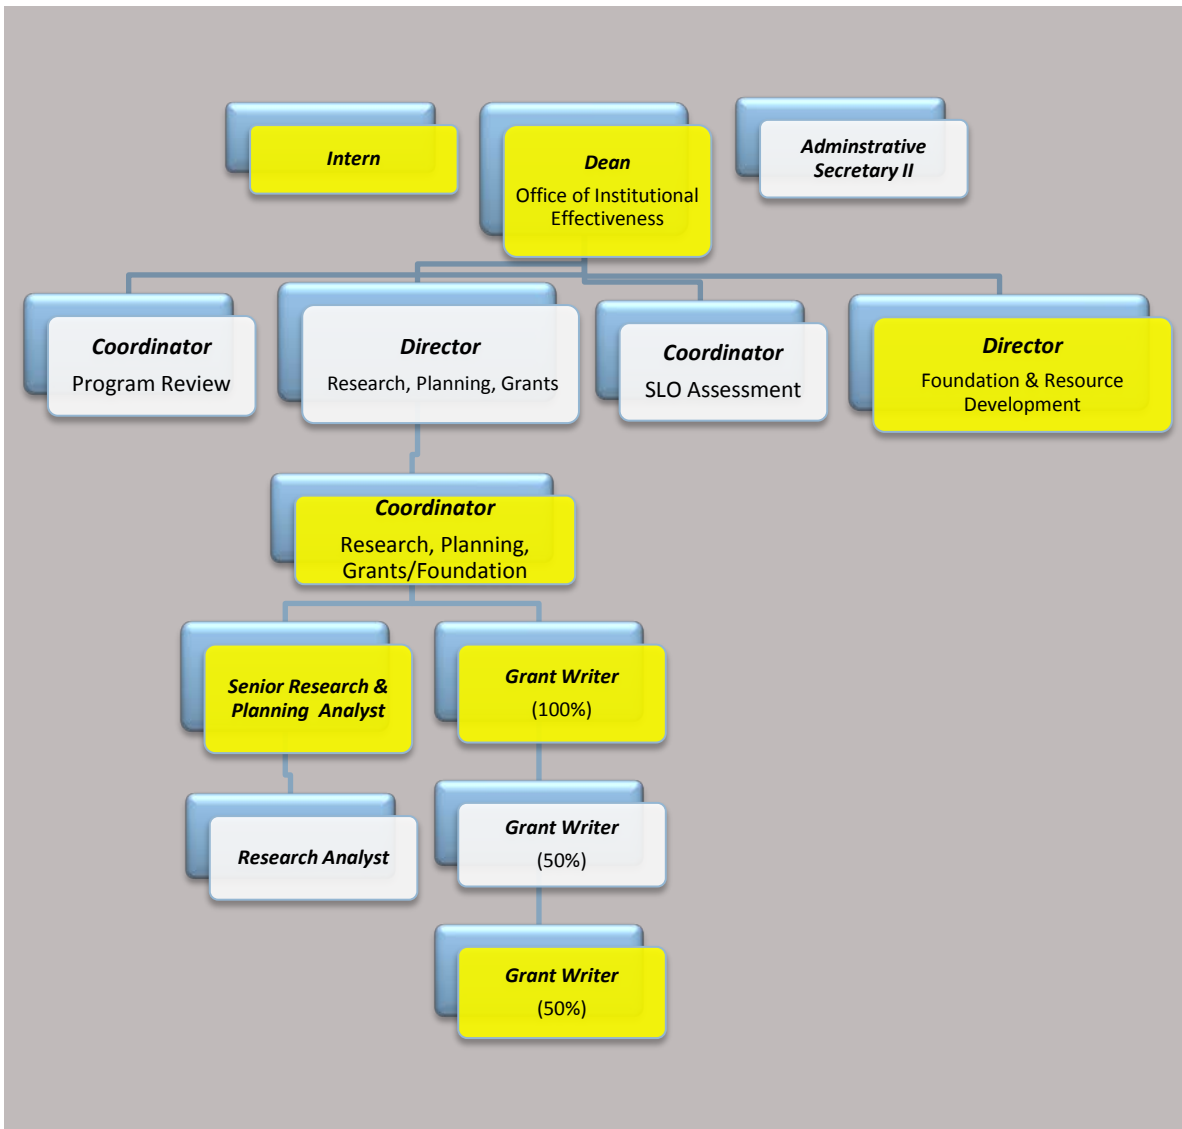 Intern
Dean
Office of Institutional
Effectiveness
Adminstrative
Secretary II
Coordinator
Program Review
Director
Research, Planning, Grants
Coordinator
SLO Assessment
Director
Foundation & Resource
Development
Coordinator
Research, Planning,
Grants/Foundation
Senior Research &
Planning Analyst
Grant Writer
(100%)
Research Analyst
Grant Writer
(50%)
Grant Writer
(50%)